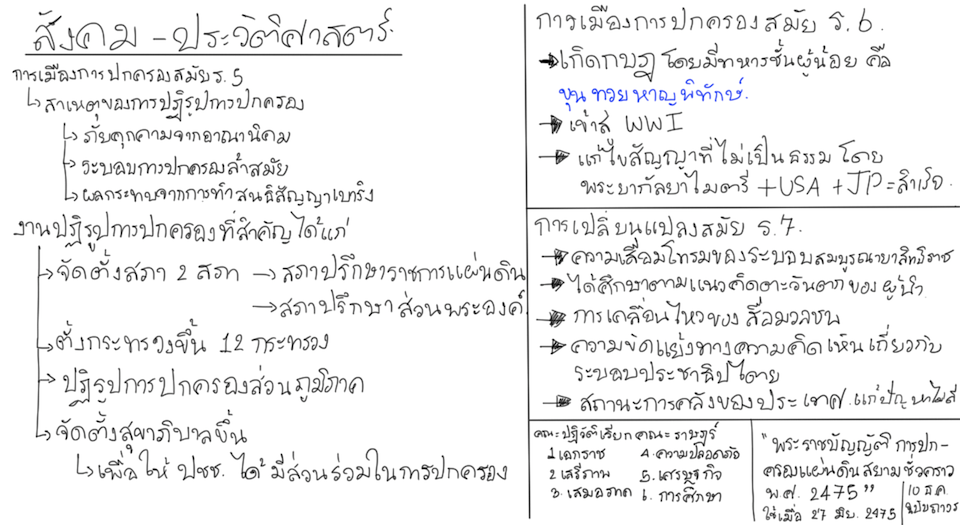 สังคม - ประวัติศาสตร์
การเมืองการปกครองสมัย ร.5
สาเหตุของการปฏิรูปการปกครอง
ภัยคุกคามจากอาณานิคม
ระบอบการปกครองล้ำสมัย
ผลกระทบจากการทำสนธิสัญญาเบาริง
งานปฏิรูปการปกครองที่สำคัญได้แก่
จัดตั้งสภา 2 สภา → สภาปรึกษาราชการแผ่นดิน
→ สภาปรึกษาส่วนพระองค์
ตั้งกระทรวงขึ้น 12 กระทรวง
ปฏิรูปการปกครองส่วนภูมิภาค
จัดตั้งสุขาภิบาลขึ้น
เพื่อให้ ปชช. ได้มีส่วนร่วมในการปกครอง
การเมืองการปกครองสมัย ร.6.
เกิดกบฏ โดยมีทหารชั้นผู้น้อย คือ
ขุนทวยหาญพิทักษ์.
เข้าสู่ WWI
แก้ไขสัญญาที่ไม่เป็นธรรม โดย
พระยากัลยาไมตรี +USA +JP = สำเร็จ.
การเปลี่ยนแปลงสมัย ร.7.
ความเสื่อมโทรมของระบอบสมบูรณายาสิทธิราช
ได้ศึกษาตามแนวคิดตะวันตกของผู้นำ
การเคลื่อนไหวของสื่อมวลชน
ความขัดแย้งทางความคิดเห็นเกี่ยวกับ
ระบอบประชาธิปไตย
สถานะการคลังของประเทศ.แก้ปัญหาไม่ดี
คณะปฏิวัติเรียกคณะราษฎร์
1 เอกราช 4. ความปลอดภัย
2 เสรีภาพ 5. เศรษฐกิจ
3. เสมอภาค 6. การศึกษา
"พระราชบัญญัติการปก-
ครองแผ่นดินสยามชั่วคราว
พ.ศ. 2475"
ใช้เมื่อ 27 มิย. 2475
10 ธ.ค.
ฉบับถาวร